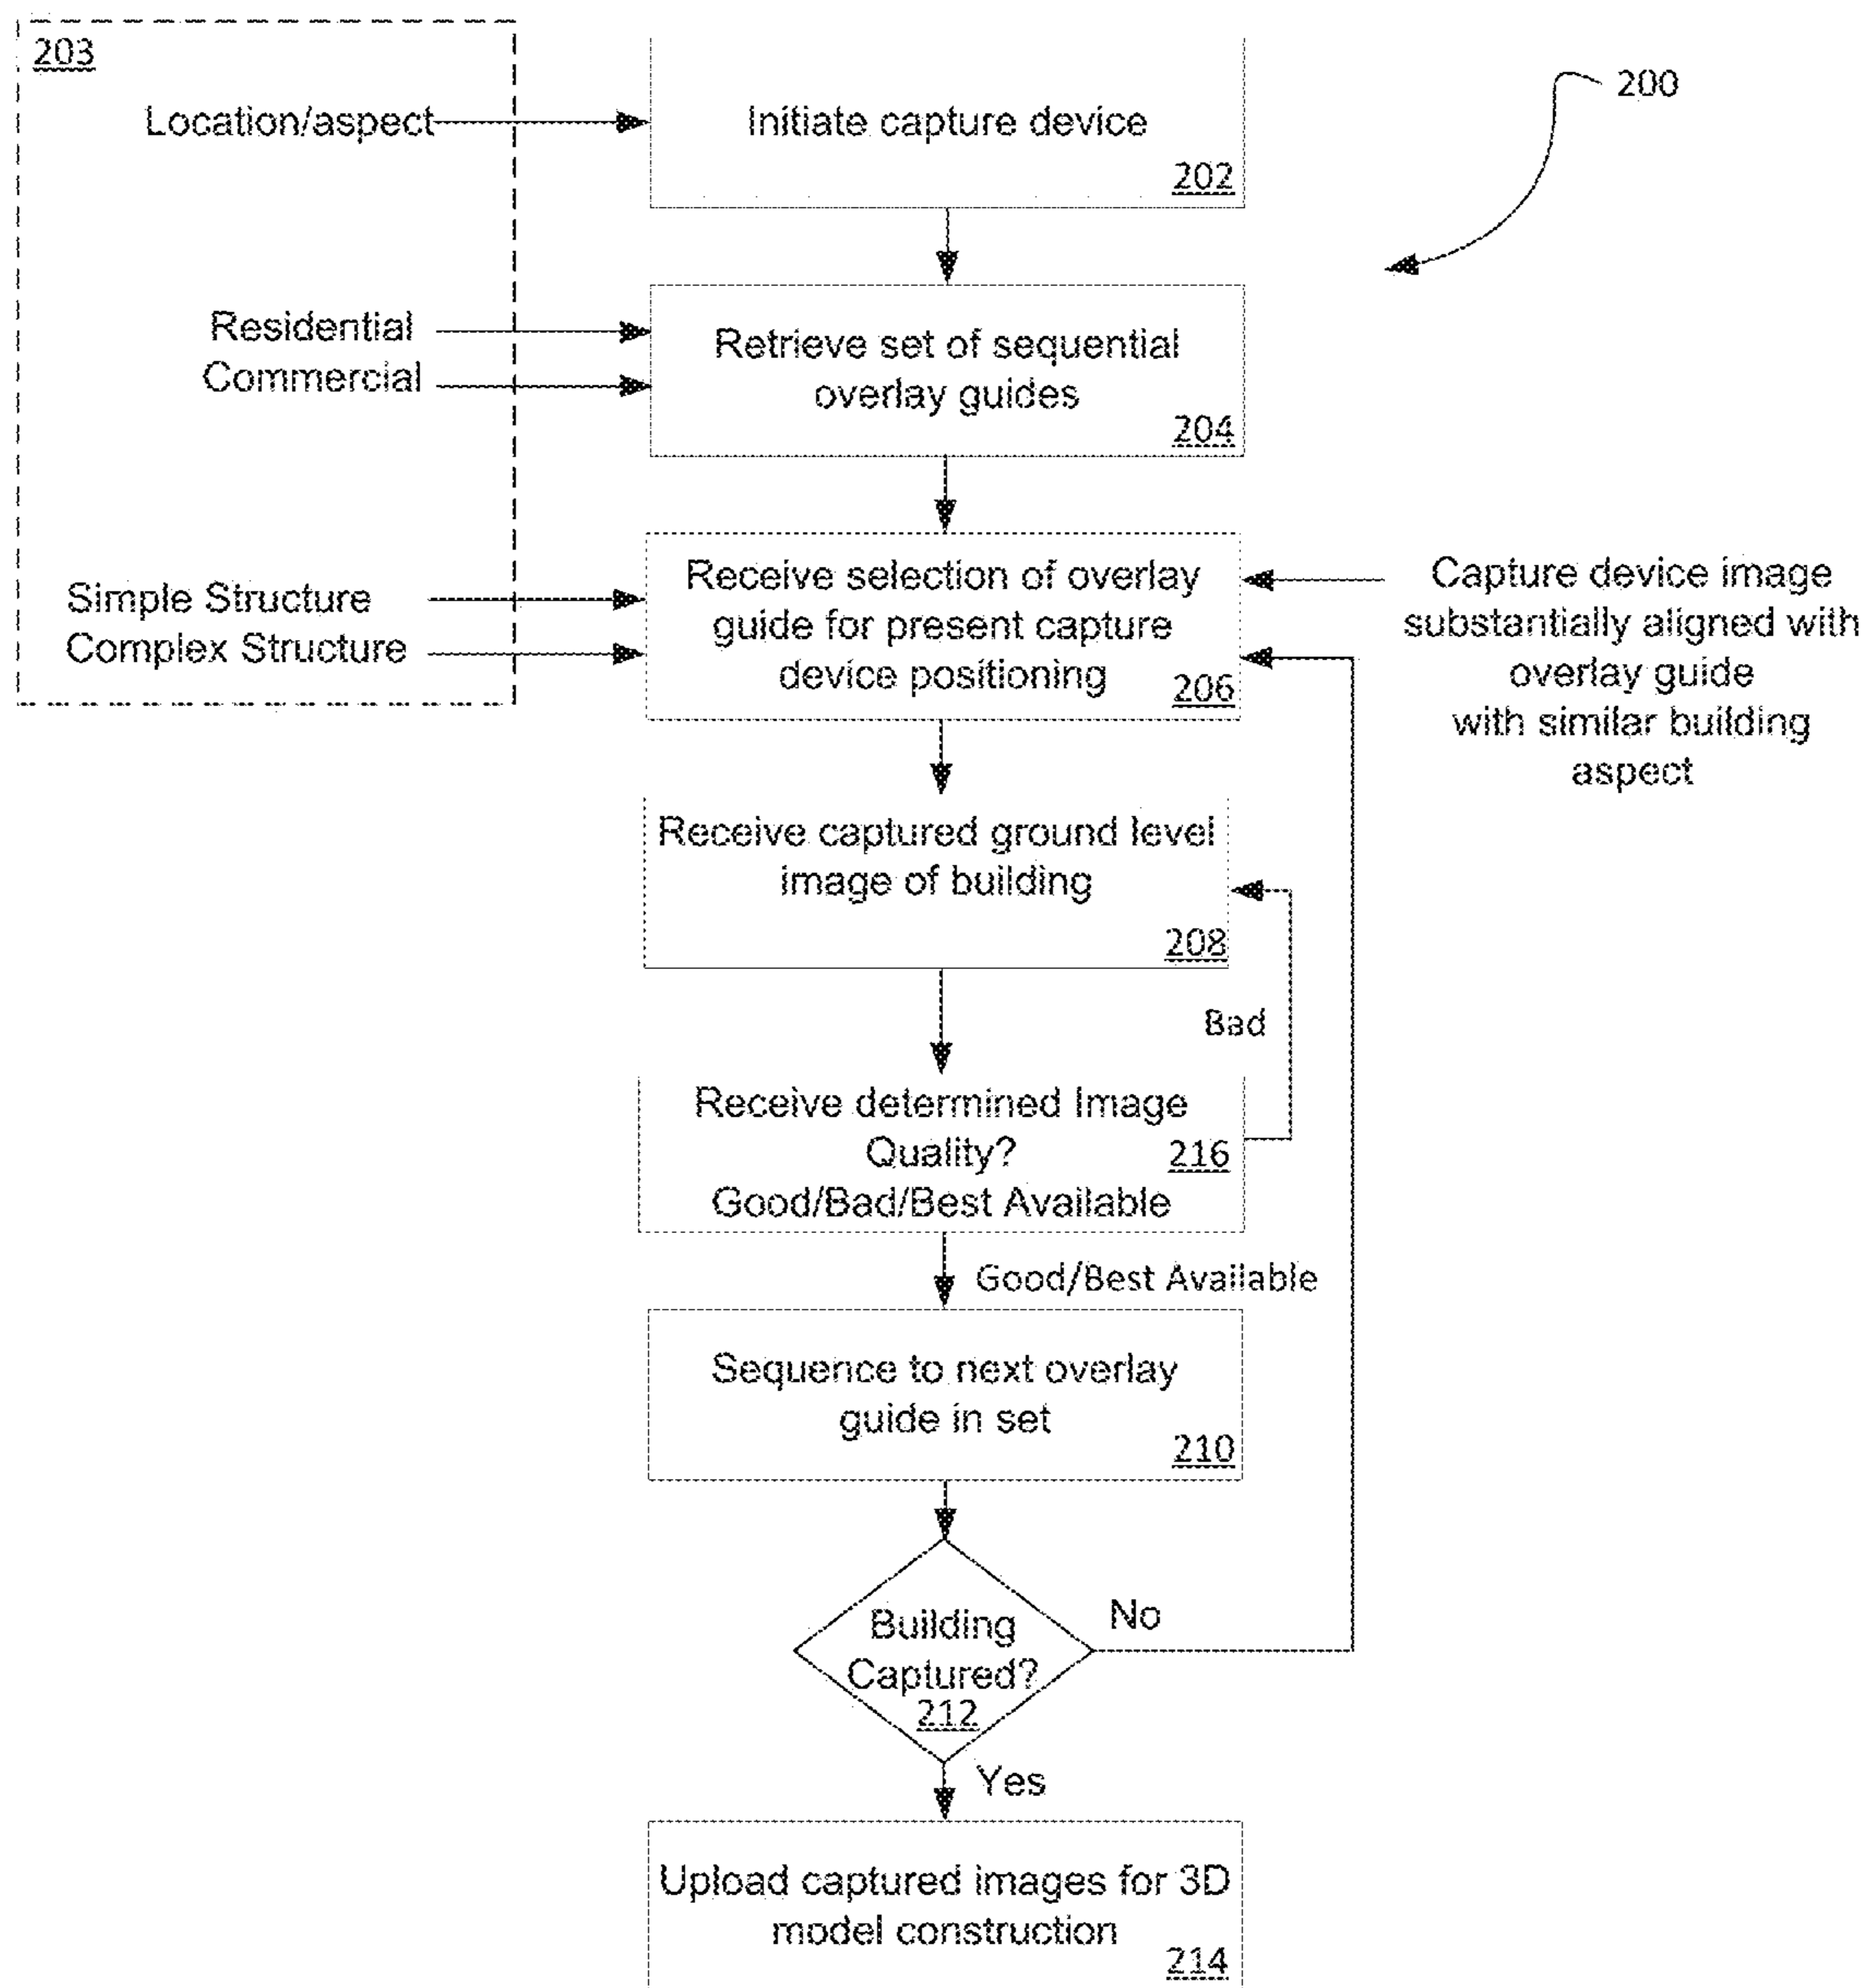 203
Location/aspect
Initiate capture device
202
200
Residential
Commercial
Retrieve set of sequential
overlay guides
204
Simple Structure
Complex Structure
Receive selection of overlay
guide for present capture
device positioning
206
Capture device image
substantially aligned with
overlay guide
with similar building
aspect
Receive captured ground level
image of building
208
Bad
Receive determined Image
Quality?
216
Good/Bad/Best Available
Good/Best Available
Sequence to next overlay
guide in set
210
Building
Captured?
212
No
Yes
Upload captured images for 3D
model construction
214